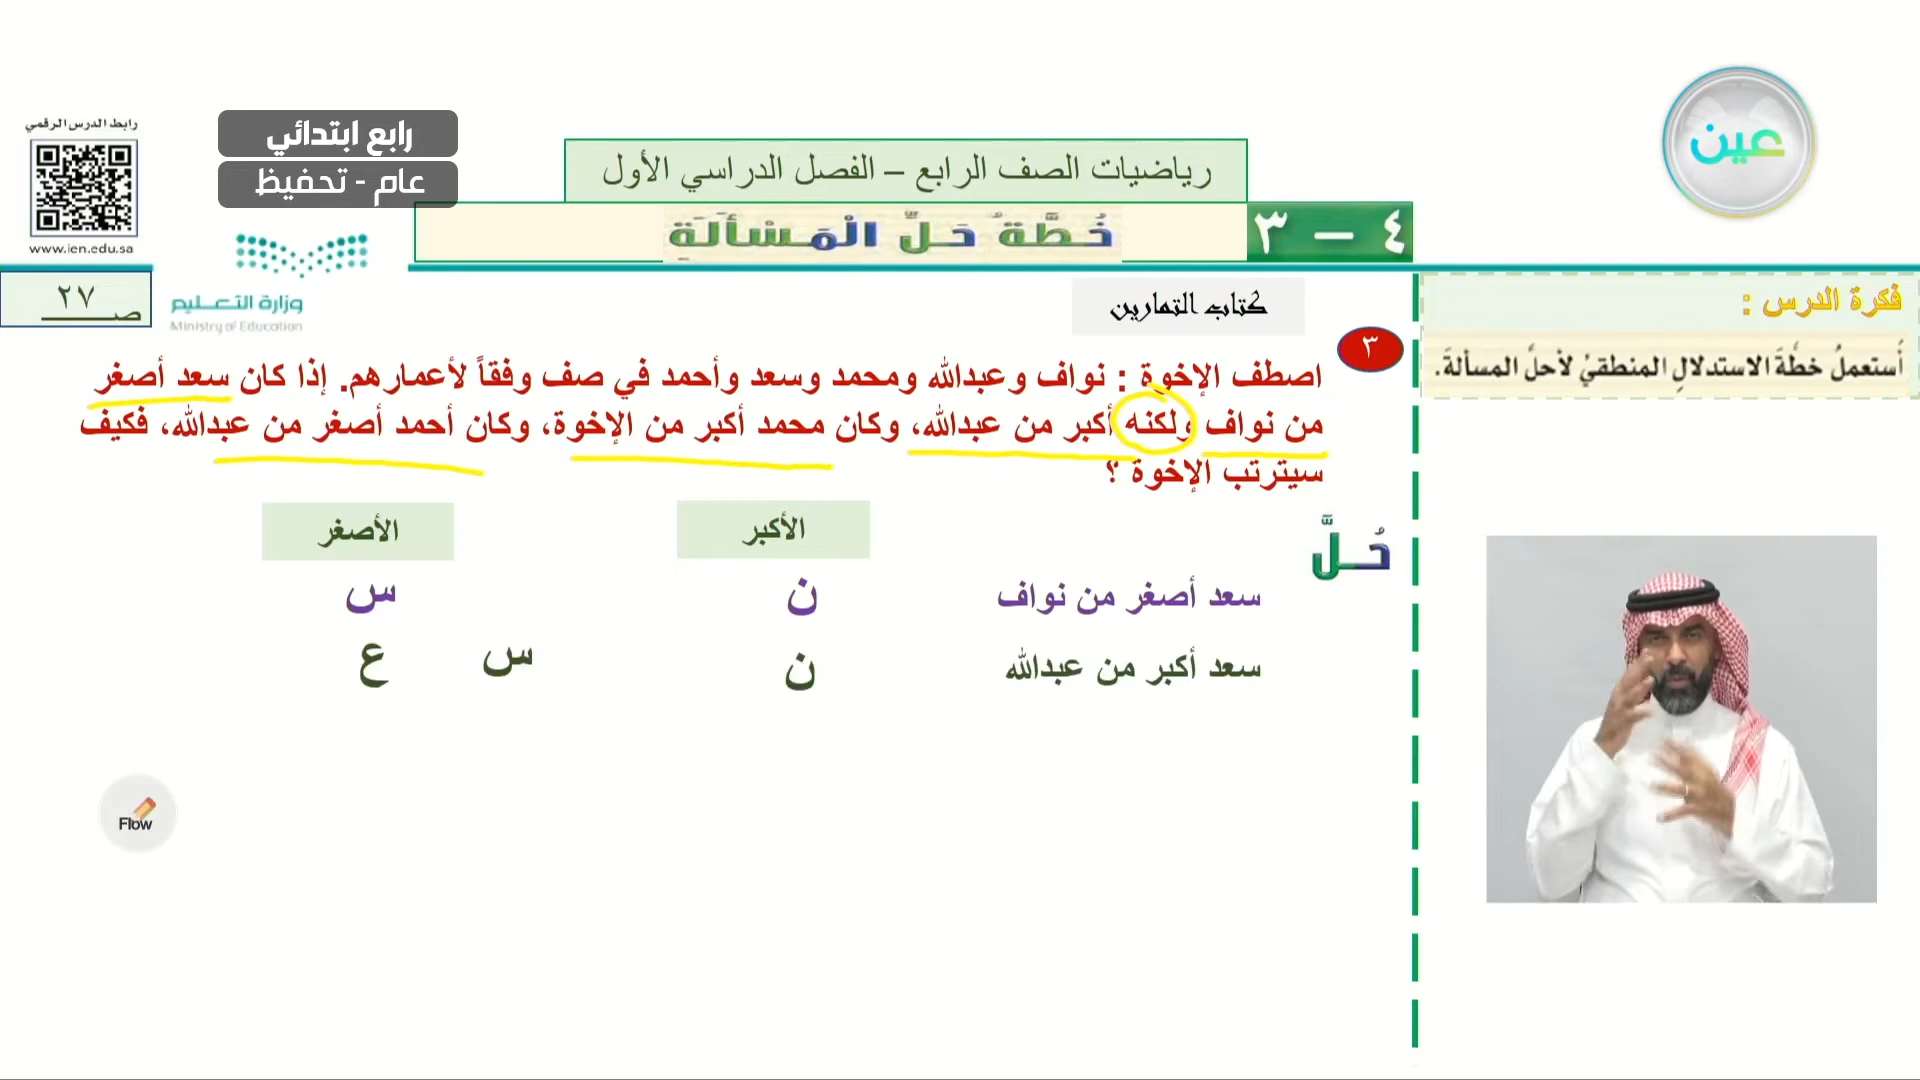 رابط الدرس الرقمي
www.ien.edu.sa
رابع ابتدائي
عام - تحفيظ
عين
رياضيات الصف الرابع – الفصل الدراسي الأول
٤ – ٣
خُطَّةُ حَلِّ الْمَسْأَلَةِ
وزارة التعليم
Ministry of Education
ص ٢٧
فكرة الدرس :
أَستعملُ خطَّةَ الاستدلالِ المنطقيِّ لأحلَّ المسألةَ.
كتاب التمارين
٣
اصطف الإخوة : نواف وعبدالله ومحمد وسعد وأحمد في صف وفقاً لأعمارهم. إذا كان سعد أصغر
من نواف ولكنه أكبر من عبدالله، وكان محمد أكبر من الإخوة، وكان أحمد أصغر من عبدالله، فكيف
سيترتب الإخوة ؟
حُـلَّ
الأكبر
الأصغر
سعد أصغر من نواف
ن
س
سعد أكبر من عبدالله
ن
س
ع
Flow